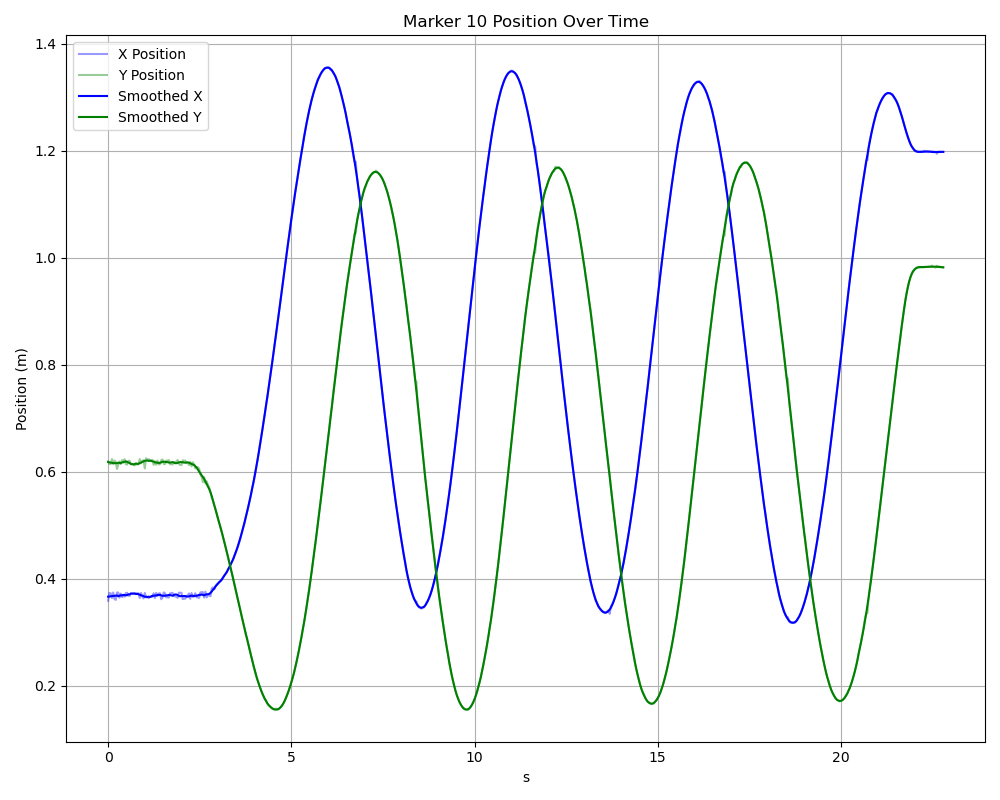 Marker 10 Position Over Time
X Position
Y Position
Smoothed X
Smoothed Y
Position (m)
1.4
1.2
1.0
0.8
0.6
0.4
0.2
0 5 10 15 20
s